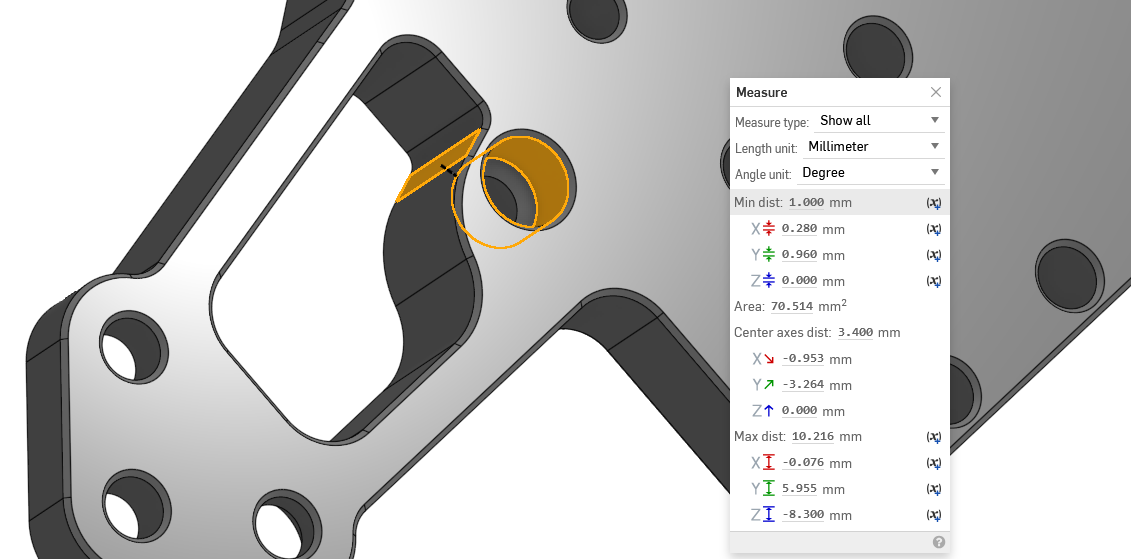 Measure
Measure type: Show all
Length unit: Millimeter
Angle unit: Degree
Min dist: 1.000 mm (x)
X 0.280 mm (x)
Y 0.960 mm (x)
Z 0.000 mm (x)
Area: 70.514 mm²
Center axes dist: 3.400 mm
X -0.953 mm
Y -3.264 mm
Z 0.000 mm
Max dist: 10.216 mm (x)
X -0.076 mm (x)
Y 5.955 mm (x)
Z -8.300 mm (x)
?